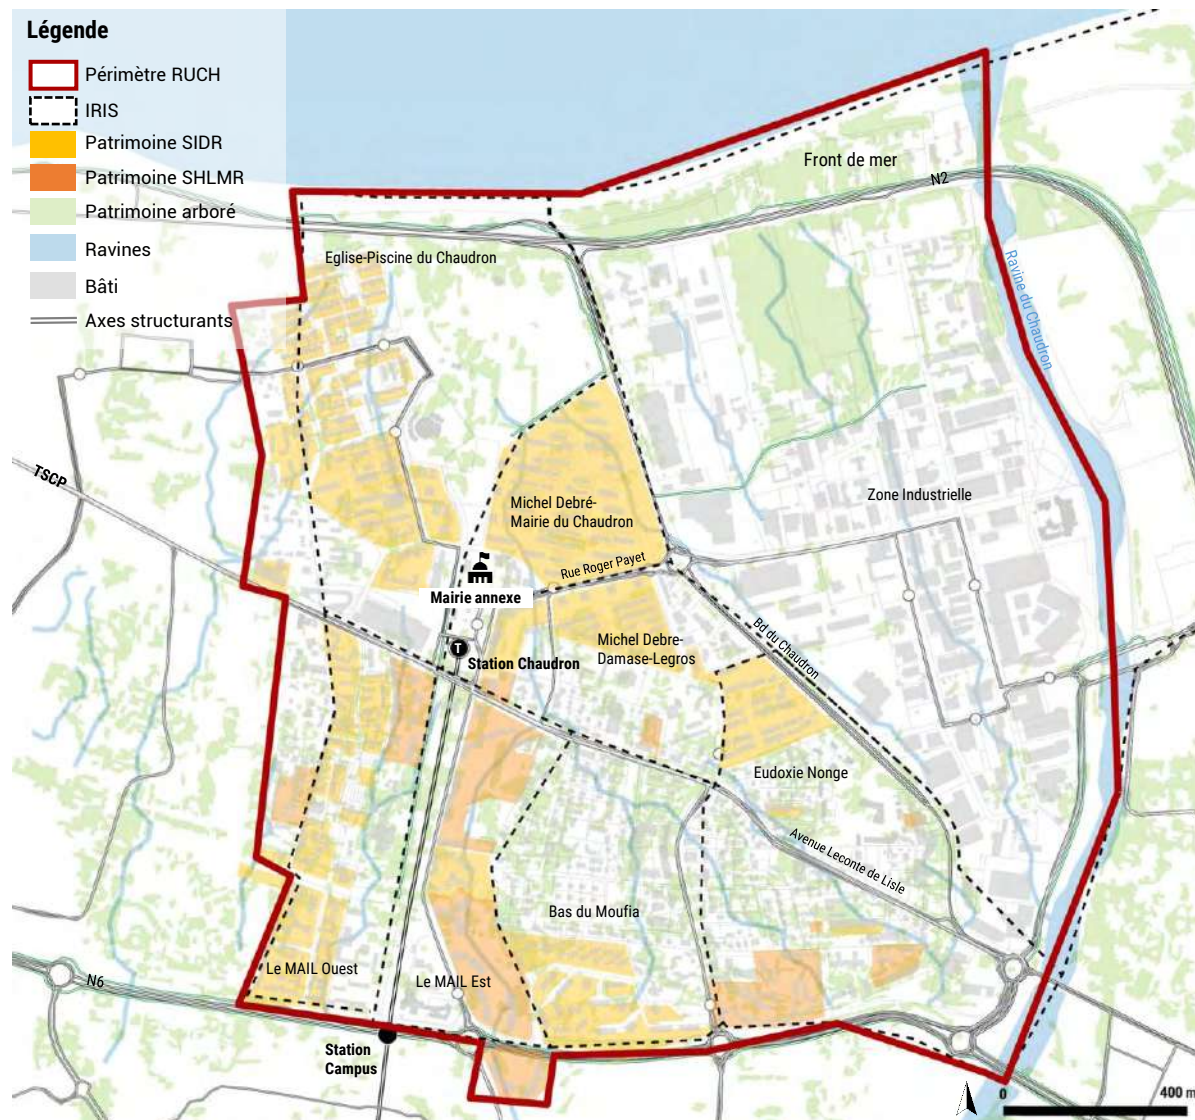 Légende
Périmètre RUCH
IRIS
Patrimoine SIDR
Patrimoine SHLMR
Patrimoine arboré
Ravines
Bâti
Axes structurants
Front de mer
N2
Eglise-Piscine du Chaudron
Ravine du Chaudron
TSCP
Michel Debré-
Mairie du Chaudron
Zone Industrielle
Rue Roger Payet
Mairie annexe
T
Station Chaudron
Michel Debre-
Damase-Legros
Bd du Chaudron
Eudoxie Nonge
Avenue Leconte de Lisle
Bas du Moufia
Le MAIL Ouest
Le MAIL Est
N6
Station
Campus
0
400 m